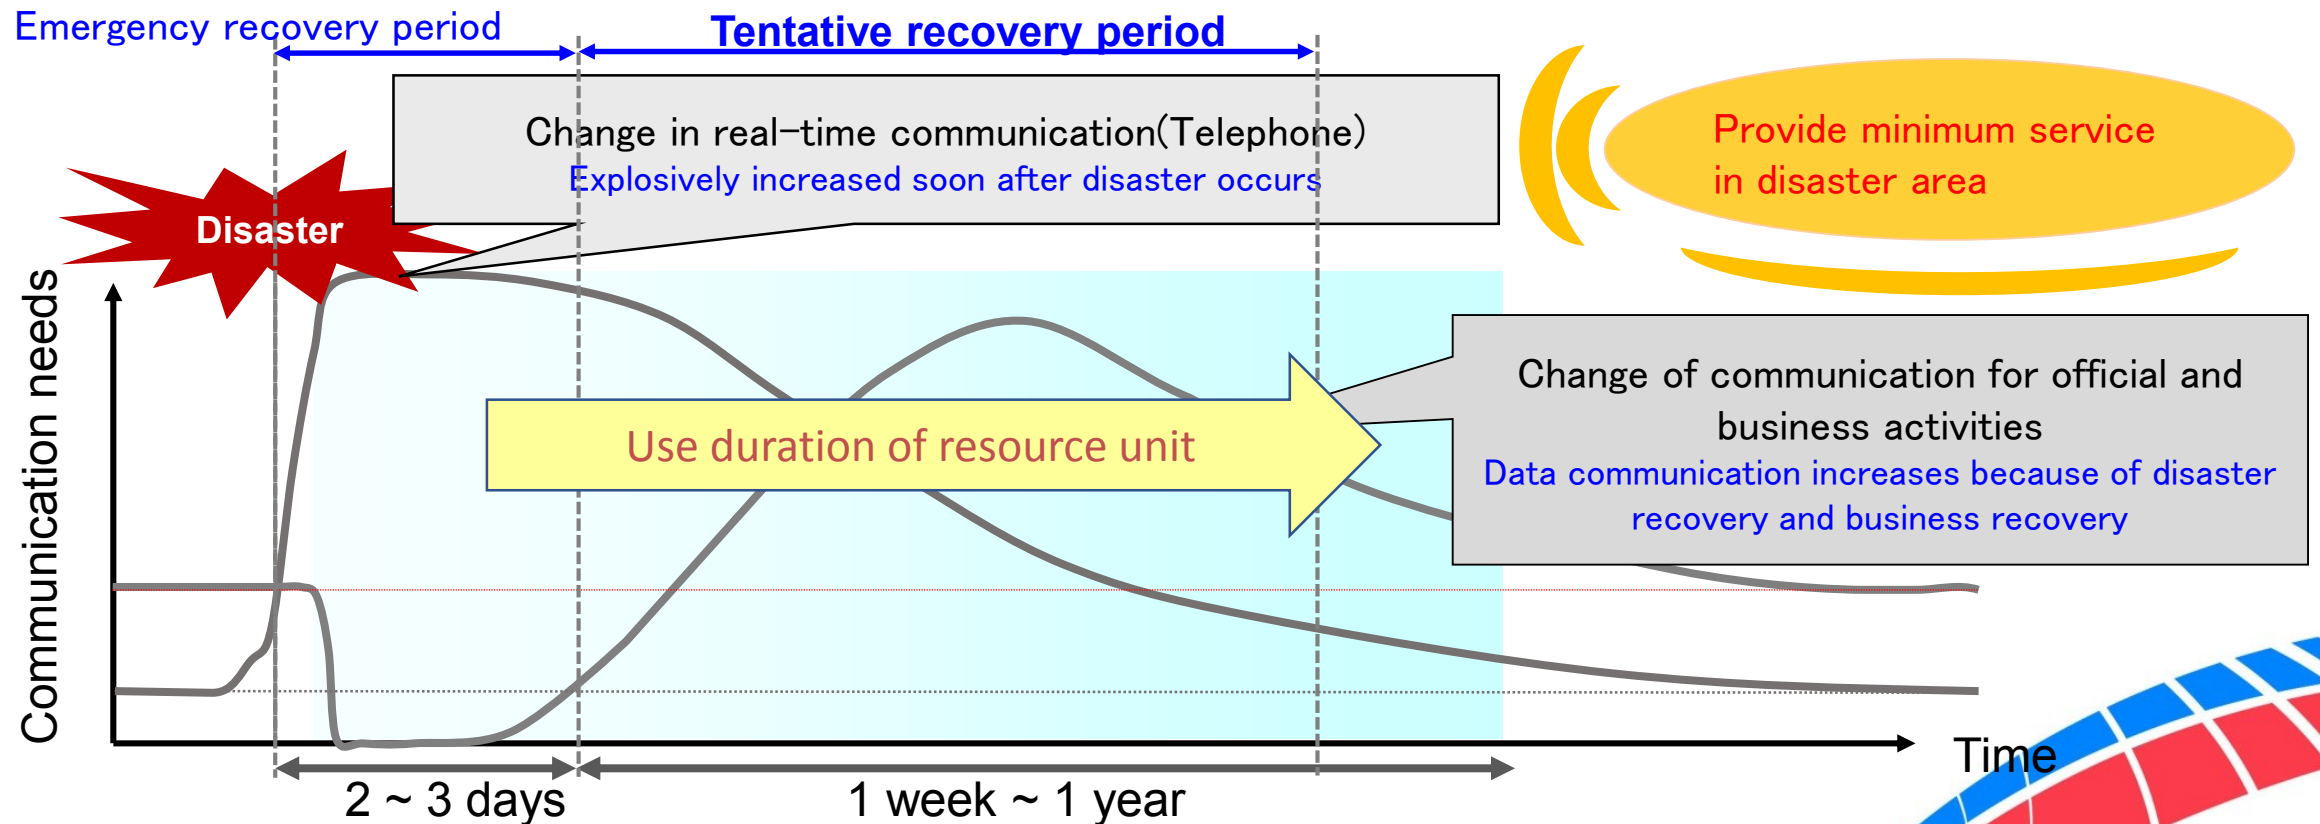 Emergency recovery period
Tentative recovery period
Change in real-time communication(Telephone)
Explosively increased soon after disaster occurs
Provide minimum service
in disaster area
Disaster
Communication needs
Change of communication for official and
business activities
Data communication increases because of disaster
recovery and business recovery
Use duration of resource unit
Time
2 ~ 3 days
1 week ~ 1 year